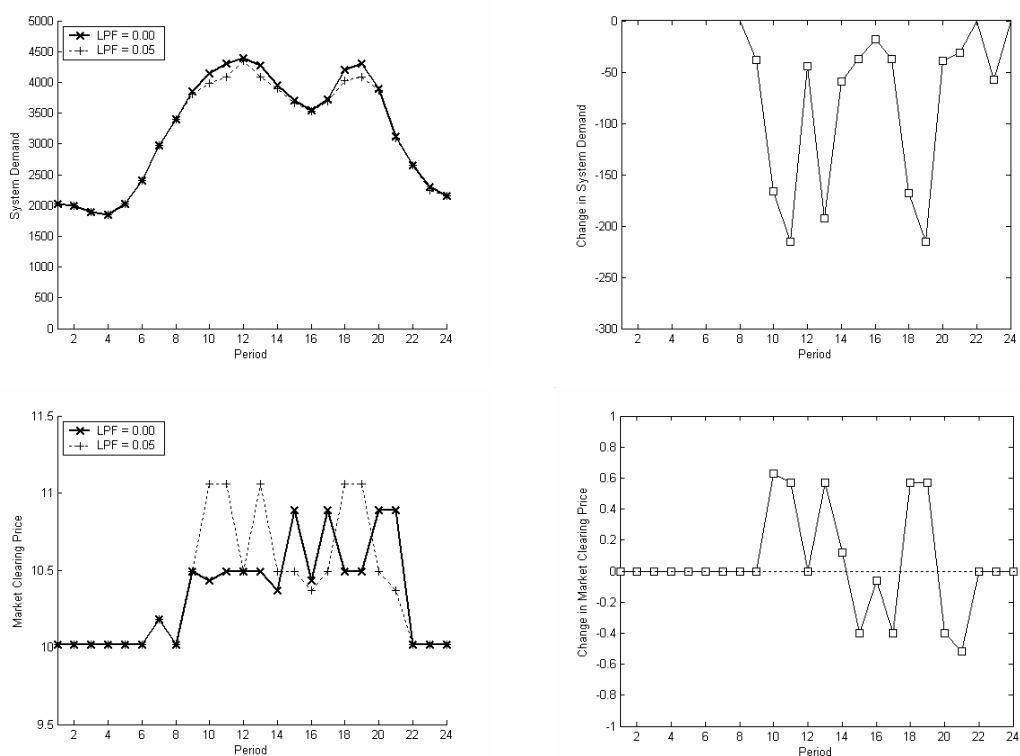 System Demand
5000
4500
4000
3500
3000
2500
2000
1500
1000
500
0
LPF = 0.00
LPF = 0.05
2 4 6 8 10 12 14 16 18 20 22 24
Period
Change in System Demand
0
-50
-100
-150
-200
-250
-300
2 4 6 8 10 12 14 16 18 20 22 24
Period
Market Clearing Price
11.5
11
10.5
10
9.5
LPF = 0.00
LPF = 0.05
2 4 6 8 10 12 14 16 18 20 22 24
Period
Change in Market Clearing Price
1
0.8
0.6
0.4
0.2
0
-0.2
-0.4
-0.6
-0.8
-1
2 4 6 8 10 12 14 16 18 20 22 24
Period